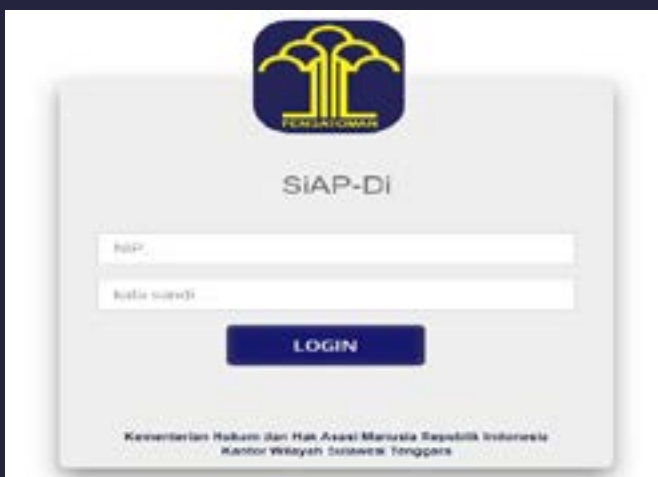 PENGAYOMAN
SiAP-Di
NIP
kata sandi ...
LOGIN
Kementerian Hukum dan Hak Asasi Manusia Republik Indonesia
Kantor Wilayah Sulawesi Tenggara